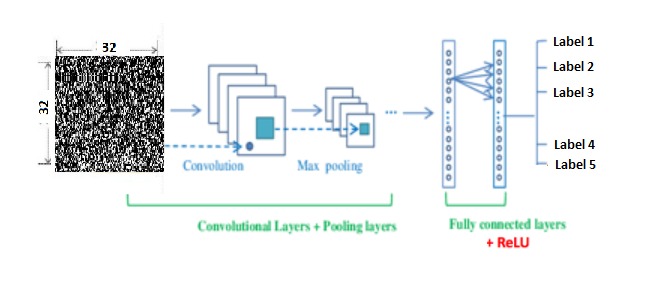 32
32
Label 1
Label 2
Label 3
Label 4
Label 5
Convolution
Max pooling
Convolutional Layers + Pooling layers
Fully connected layers
+ ReLU